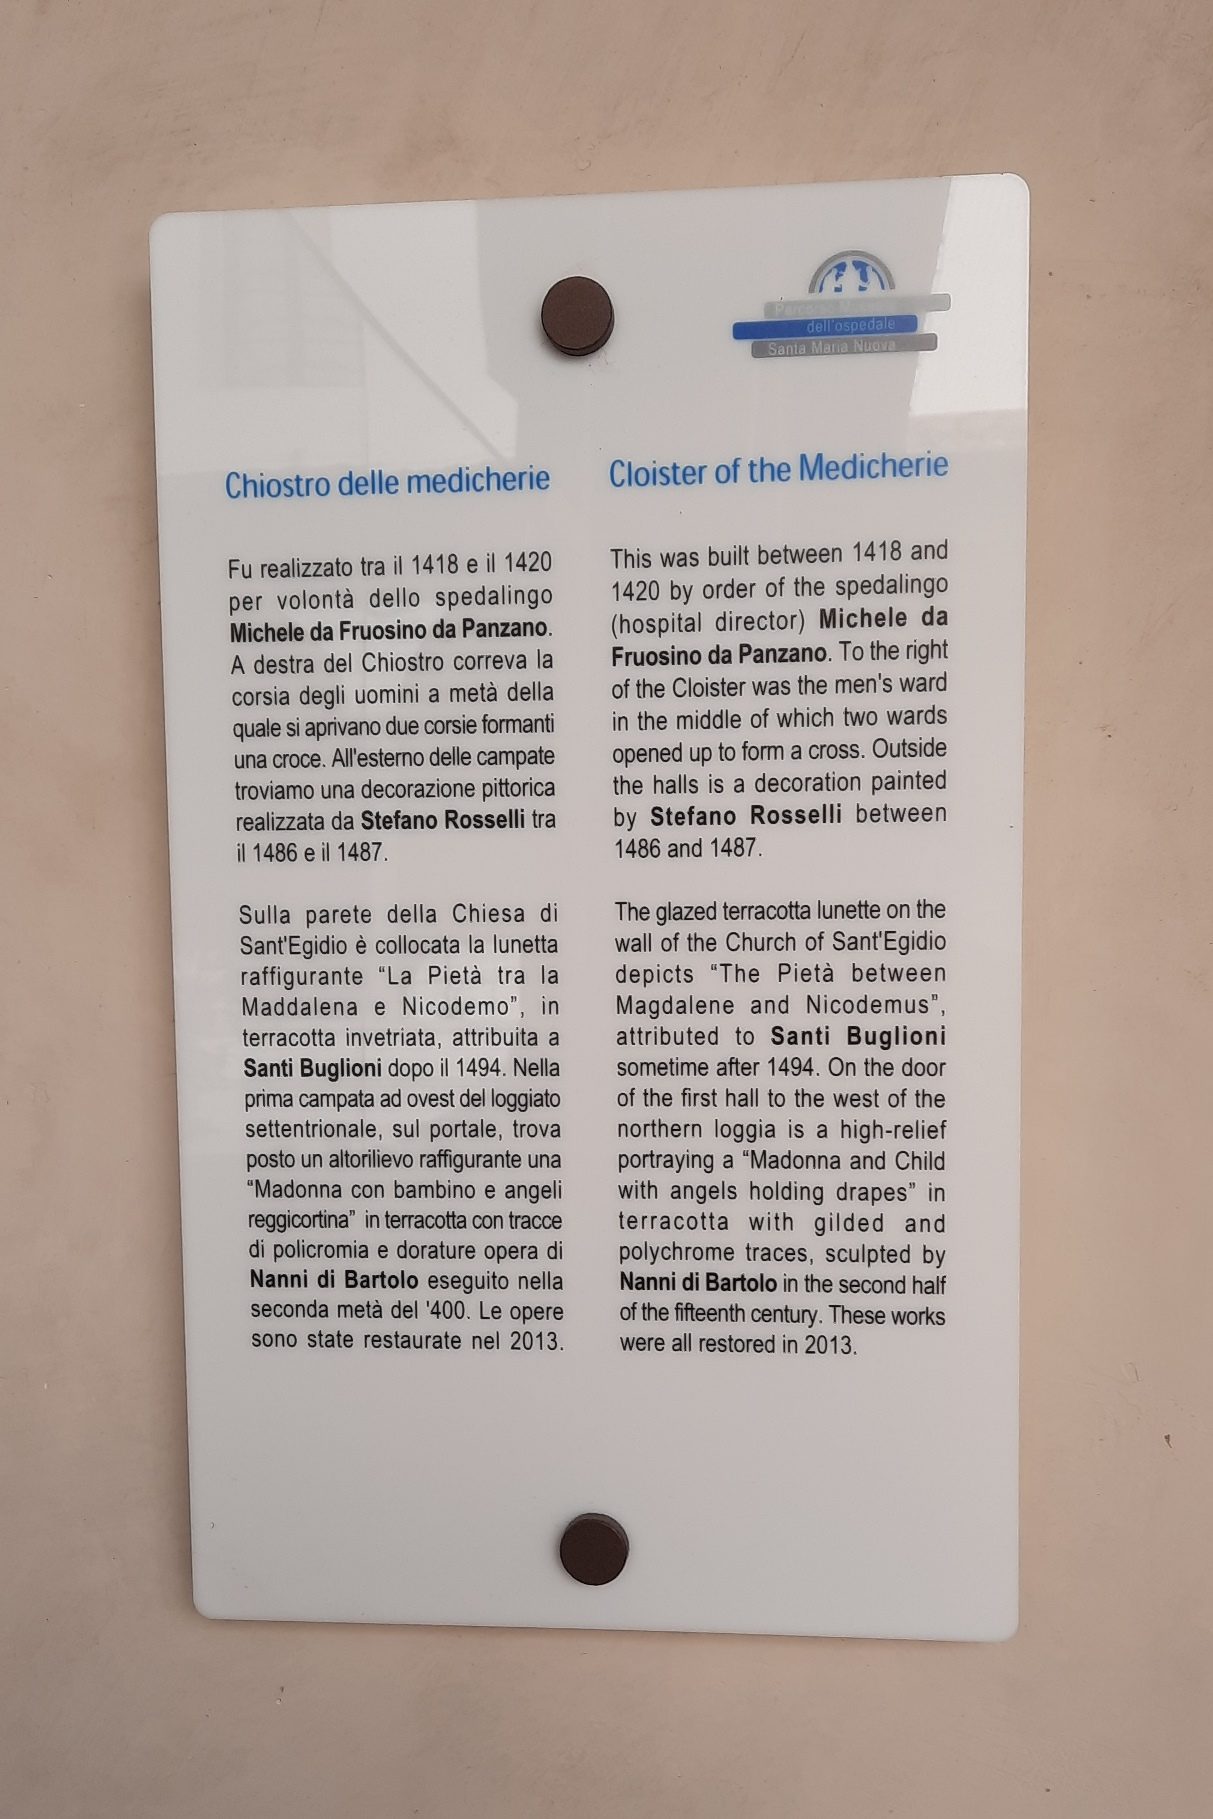 Percorso
dell'ospedale
Santa Maria Nuova
Chiostro delle medicherie
Fu realizzato tra il 1418 e il 1420
per volontà dello spedalingo
Michele da Fruosino da Panzano.
A destra del Chiostro correva la
corsia degli uomini a metà della
quale si aprivano due corsie formanti
una croce. All'esterno delle campate
troviamo una decorazione pittorica
realizzata da Stefano Rosselli tra
il 1486 e il 1487.
Sulla parete della Chiesa di
Sant'Egidio è collocata la lunetta
raffigurante “La Pietà tra la
Maddalena e Nicodemo”, in
terracotta invetriata, attribuita a
Santi Buglioni dopo il 1494. Nella
prima campata ad ovest del loggiato
settentrionale, sul portale, trova
posto un altorilievo raffigurante una
“Madonna con bambino e angeli
reggicortina” in terracotta con tracce
di policromia e dorature opera di
Nanni di Bartolo eseguito nella
seconda metà del '400. Le opere
sono state restaurate nel 2013.
Cloister of the Medicherie
This was built between 1418 and
1420 by order of the spedalingo
(hospital director) Michele da
Fruosino da Panzano. To the right
of the Cloister was the men's ward
in the middle of which two wards
opened up to form a cross. Outside
the halls is a decoration painted
by Stefano Rosselli between
1486 and 1487.
The glazed terracotta lunette on the
wall of the Church of Sant'Egidio
depicts “The Pietà between
Magdalene and Nicodemus”,
attributed to Santi Buglioni
sometime after 1494. On the door
of the first hall to the west of the
northern loggia is a high-relief
portraying a “Madonna and Child
with angels holding drapes” in
terracotta with gilded and
polychrome traces, sculpted by
Nanni di Bartolo in the second half
of the fifteenth century. These works
were all restored in 2013.